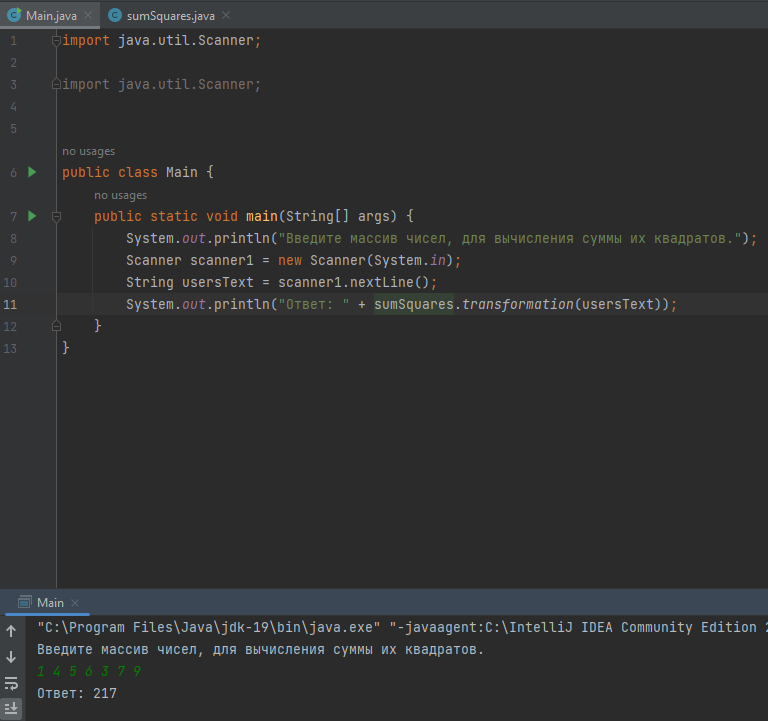 Main.java sumSquares.java
1 import java.util.Scanner;
2
3 import java.util.Scanner;
4
5
no usages
6 public class Main {
no usages
7 public static void main(String[] args) {
8 System.out.println("Введите массив чисел, для вычисления суммы их квадратов.");
9 Scanner scanner1 = new Scanner(System.in);
10 String usersText = scanner1.nextLine();
11 System.out.println("Ответ: " + sumSquares.transformation(usersText));
12 }
13 }
Main
"C:\Program Files\Java\jdk-19\bin\java.exe" "-javaagent:C:\IntelliJ IDEA Community Edition 2
Введите массив чисел, для вычисления суммы их квадратов.
1 4 5 6 3 7 9
Ответ: 217